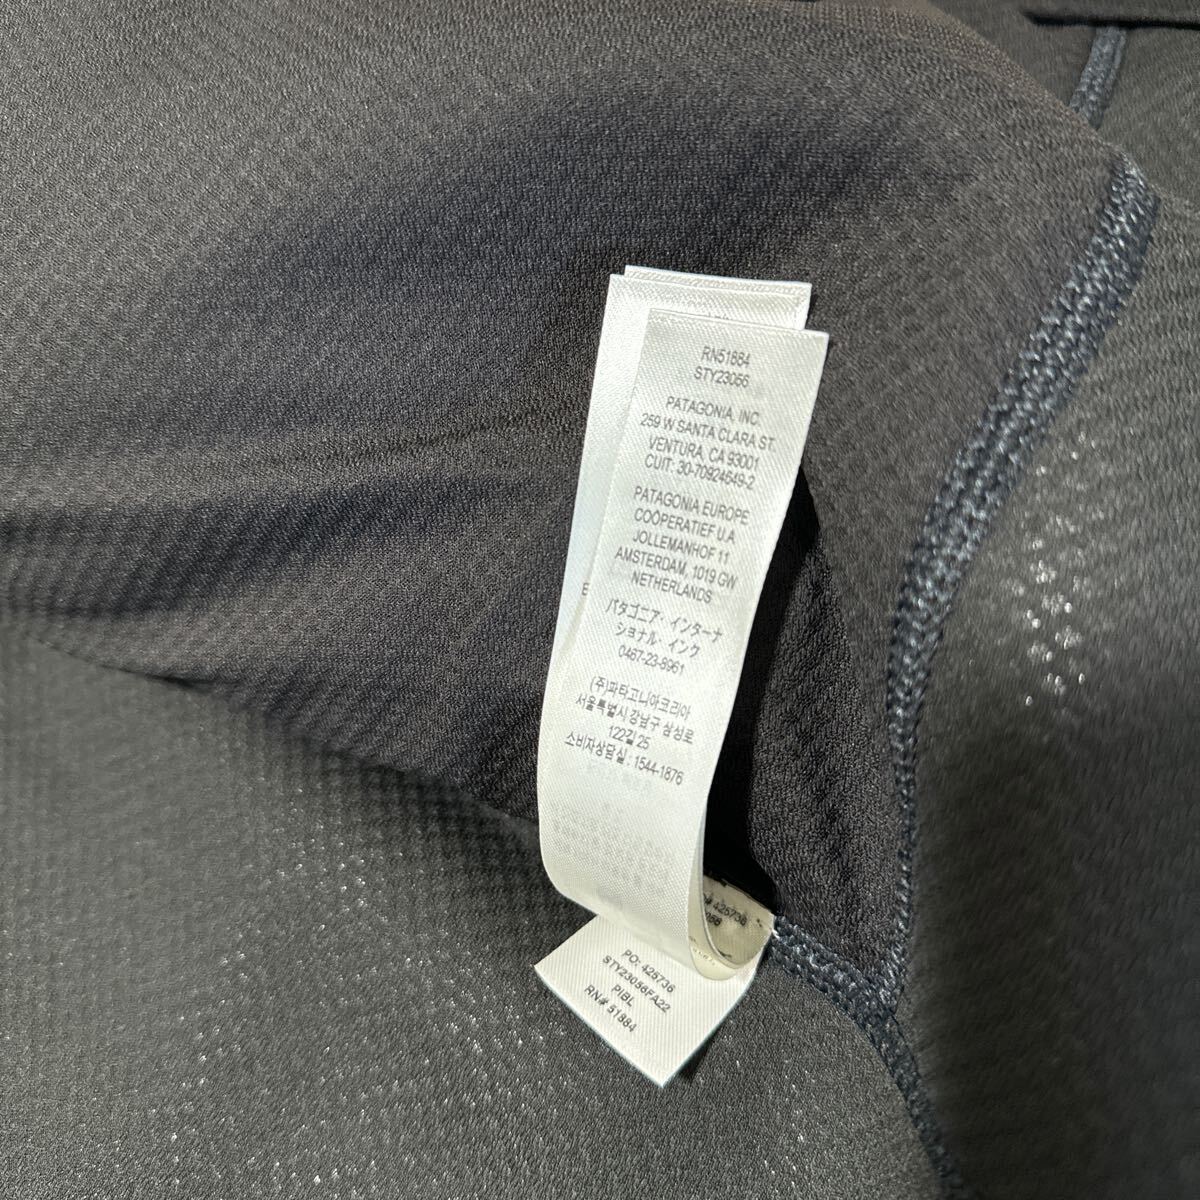 RN51884
STY23056
PATAGONIA, INC.
259 W SANTA CLARA ST.
VENTURA, CA 93001
CUIT: 30-70924649-2
PATAGONIA EUROPE
COÖPERATIEF U.A
JOLLEMANHOF 11
AMSTERDAM, 1019 GW
NETHERLANDS
パタゴニア・インターナ
ショナル・インク
0467-23-8961
(주)파타고니아코리아
서울특별시 강남구 삼성로
122길 25
소비자상담실 : 1544-1876
# 425736
PO: 425736
STY23056FA22
PIBL
RN# 51884